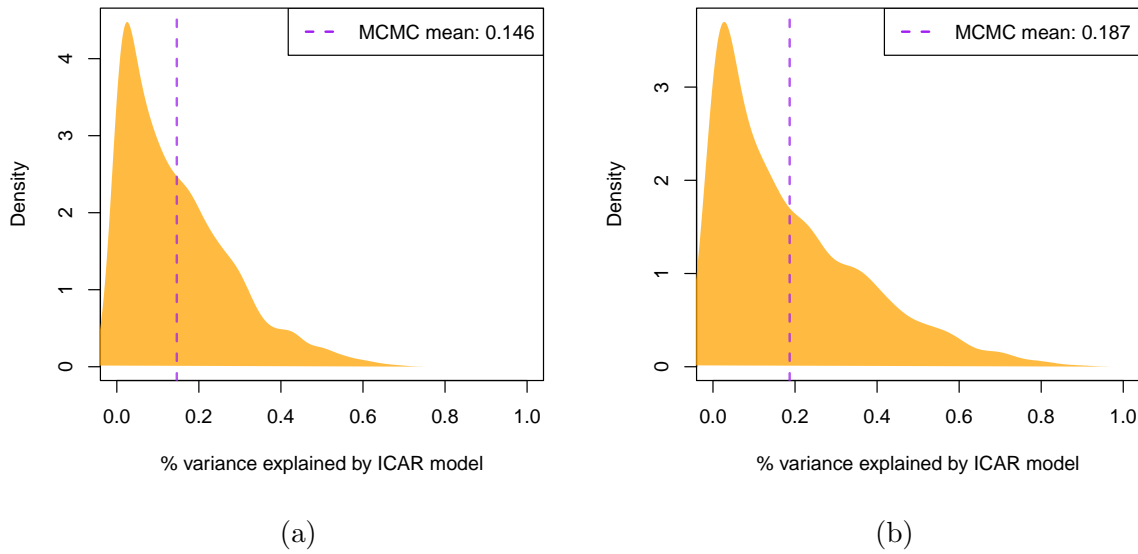 MCMC mean: 0.146
Density
0
1
2
3
4
0.0 0.2 0.4 0.6 0.8 1.0
% variance explained by ICAR model
(a)
MCMC mean: 0.187
Density
0
1
2
3
0.0 0.2 0.4 0.6 0.8 1.0
% variance explained by ICAR model
(b)